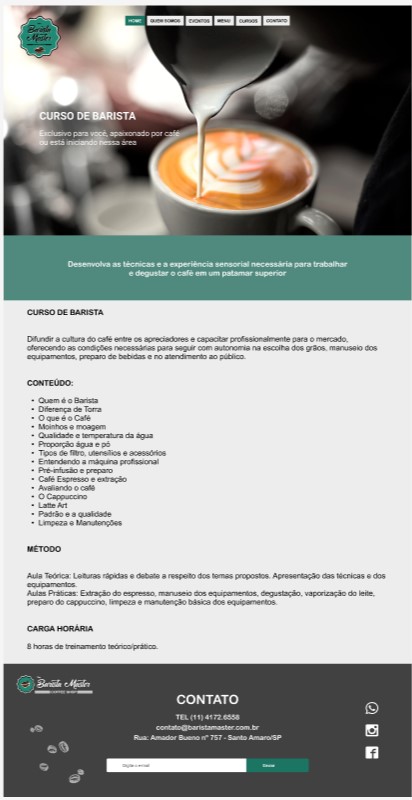 Barista Master
HOME QUEM SOMOS EVENTOS MENU CURSOS CONTATO
CURSO DE BARISTA
Exclusivo para você, apaixonado por café
ou está iniciando nessa área
Desenvolva as técnicas e a experiência sensorial necessária para trabalhar
e degustar o café em um patamar superior
CURSO DE BARISTA
Difundir a cultura do café entre os apreciadores e capacitar profissionalmente para o mercado,
oferecendo as condições necessárias para seguir com autonomia na escolha dos grãos, manuseio dos
equipamentos, preparo de bebidas e no atendimento ao público.
CONTEÚDO:
• Quem é o Barista
• Diferença de Torra
• O que é o Café
• Moinhos e moagem
• Qualidade e temperatura da água
• Proporção água e pó
• Tipos de filtro, utensílios e acessórios
• Entendendo a máquina profissional
• Pré-infusão e preparo
• Café Espresso e extração
• Avaliando o café
• O Cappuccino
• Latte Art
• Padrão e a qualidade
• Limpeza e Manutenções
MÉTODO
Aula Teórica: Leituras rápidas e debate a respeito dos temas propostos. Apresentação das técnicas e dos
equipamentos.
Aulas Práticas: Extração do espresso, manuseio dos equipamentos, degustação, vaporização do leite,
preparo do cappuccino, limpeza e manutenção básica dos equipamentos.
CARGA HORÁRIA
8 horas de treinamento teórico/prático.
Barista Master
COFFEE SHOP
CONTATO
TEL (11) 4172.6558
contato@baristamaster.com.br
Rua: Amador Bueno nº 757 - Santo Amaro/SP
Digite o e-mail
Enviar